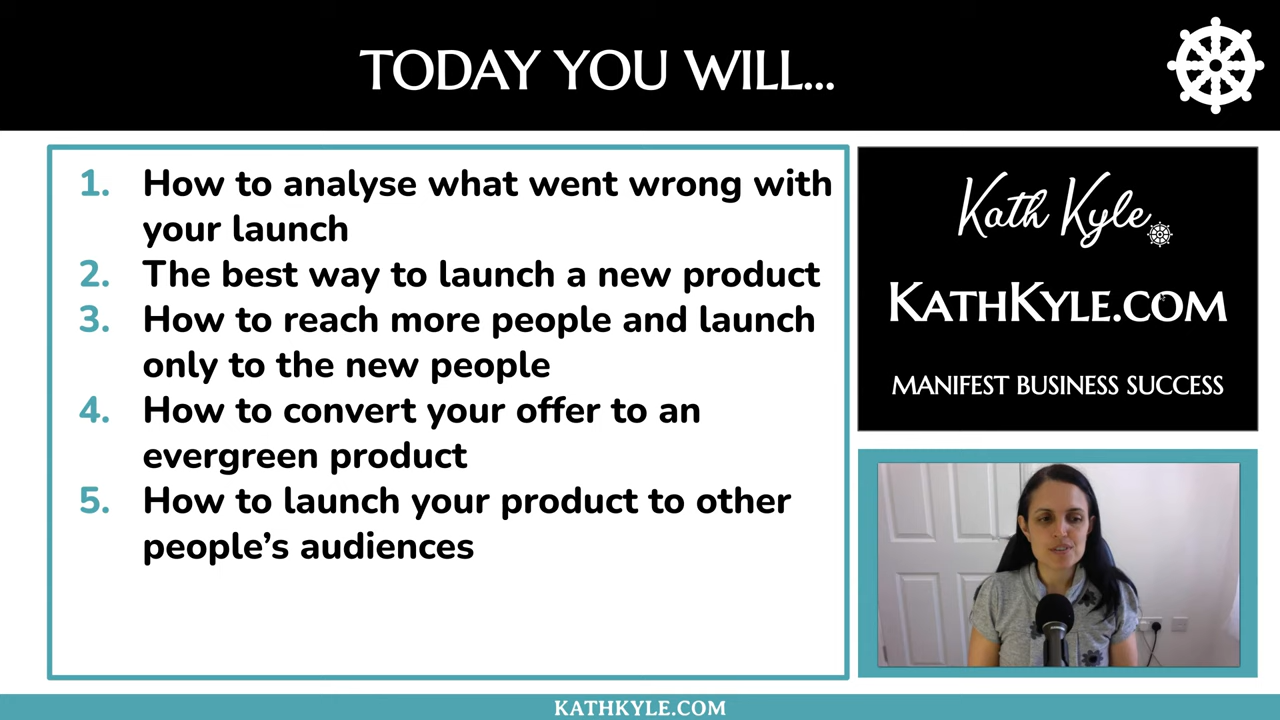 TODAY YOU WILL...
1. How to analyse what went wrong with
your launch
2. The best way to launch a new product
3. How to reach more people and launch
only to the new people
4. How to convert your offer to an
evergreen product
5. How to launch your product to other
people’s audiences
Kath Kyle
KATHKYLE.COM
MANIFEST BUSINESS SUCCESS
KATHKYLE.COM